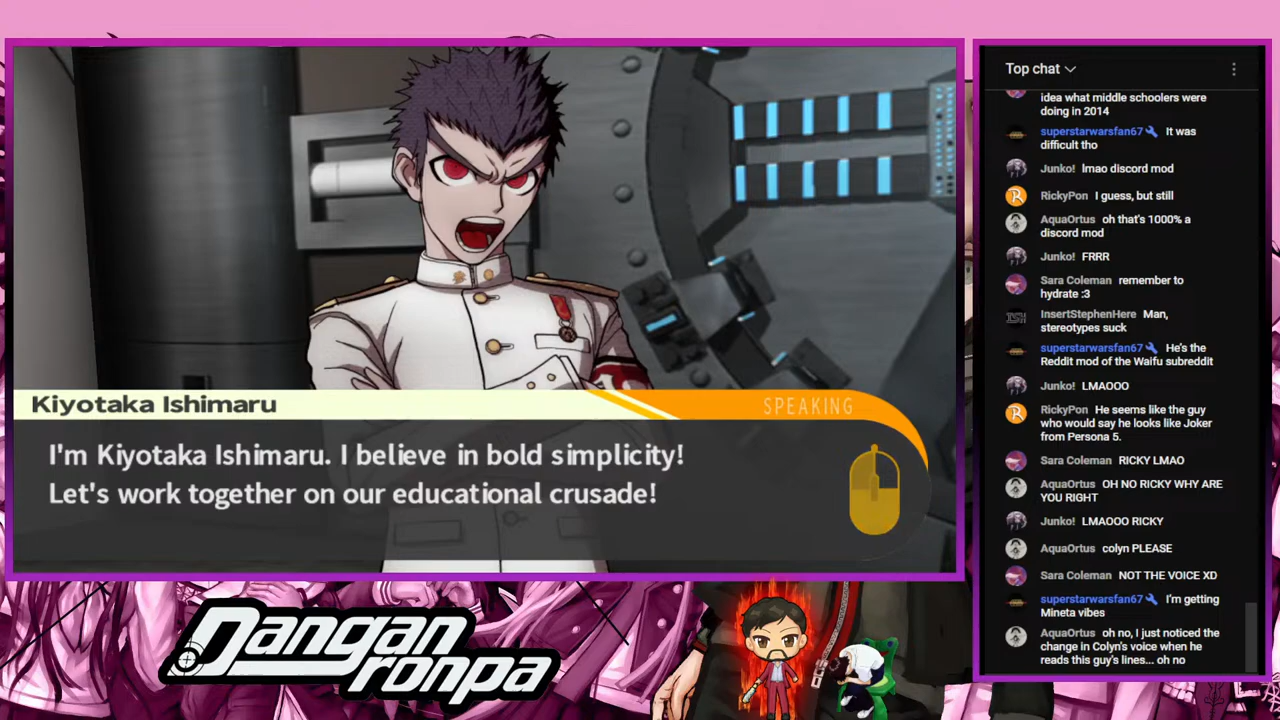 Kiyotaka Ishimaru
SPEAKING
I'm Kiyotaka Ishimaru. I believe in bold simplicity!
Let's work together on our educational crusade!
Dangan
ronpa
Top chat
idea what middle schoolers were
doing in 2014
superstarwarsfan67 It was
difficult tho
Junko! lmao discord mod
RickyPon I guess, but still
AquaOrtus oh that's 1000% a
discord mod
Junko! FRRR
Sara Coleman remember to
hydrate :3
InsertStephenHere Man,
stereotypes suck
superstarwarsfan67 He's the
Reddit mod of the Waifu subreddit
Junko! LMAOOO
RickyPon He seems like the guy
who would say he looks like Joker
from Persona 5.
Sara Coleman RICKY LMAO
AquaOrtus OH NO RICKY WHY ARE
YOU RIGHT
Junko! LMAOOO RICKY
AquaOrtus colyn PLEASE
Sara Coleman NOT THE VOICE XD
superstarwarsfan67 I'm getting
Mineta vibes
AquaOrtus oh no, I just noticed the
change in Colyn's voice when he
reads this guy's lines... oh no